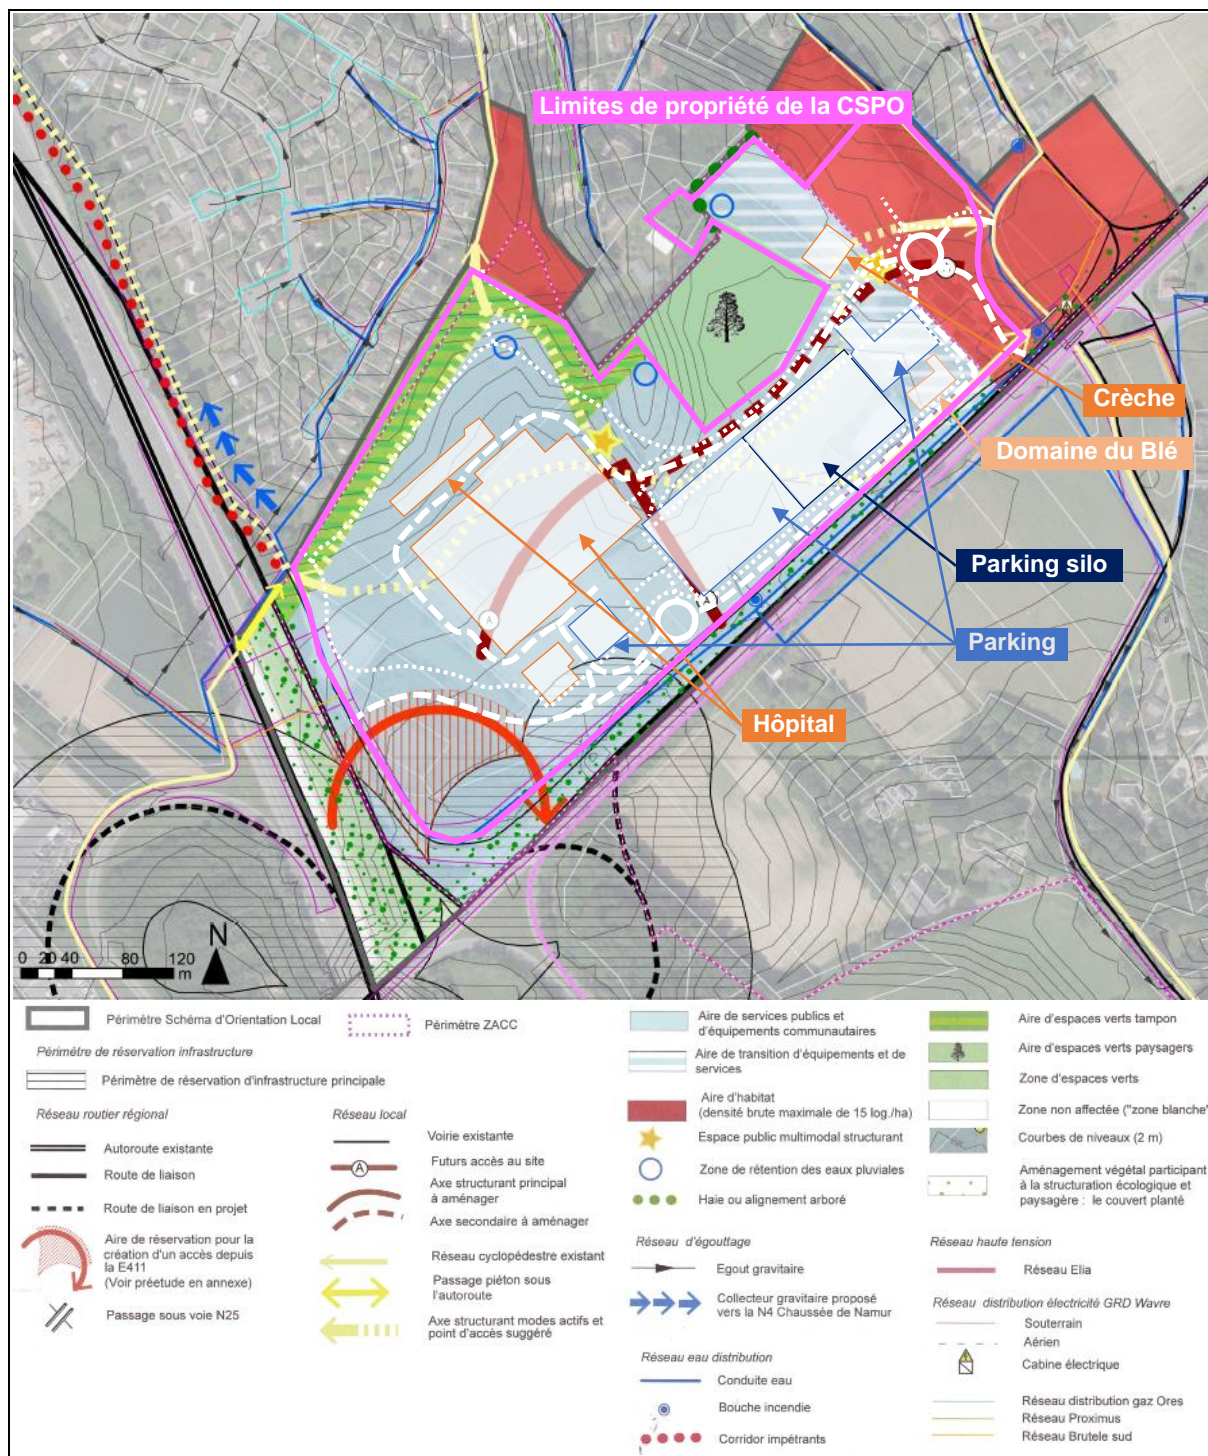 Limites de propriété de la CSPO
Crèche
Domaine du Blé
Parking silo
Parking
Hôpital
A
A
N
0 20 40 80 120
m
Périmètre Schéma d'Orientation Local
Périmètre ZACC
Périmètre de réservation infrastructure
Périmètre de réservation d'infrastructure principale
Réseau routier régional
Autoroute existante
Route de liaison
Route de liaison en projet
Aire de réservation pour la
création d'un accès depuis
la E411
(Voir préetude en annexe)
Passage sous voie N25
Réseau local
Voirie existante
A
Futurs accès au site
Axe structurant principal
à aménager
Axe secondaire à aménager
Réseau cyclopédestre existant
Passage piéton sous
l'autoroute
Axe structurant modes actifs et
point d'accès suggéré
Aire de services publics et
d'équipements communautaires
Aire de transition d'équipements et de
services
Aire d'habitat
(densité brute maximale de 15 log./ha)
Espace public multimodal structurant
Zone de rétention des eaux pluviales
Haie ou alignement arboré
Réseau d'égouttage
Egout gravitaire
Collecteur gravitaire proposé
vers la N4 Chaussée de Namur
Réseau eau distribution
Conduite eau
Bouche incendie
Corridor impétrants
Aire d'espaces verts tampon
Aire d'espaces verts paysagers
Zone d'espaces verts
Zone non affectée ("zone blanche"
Courbes de niveaux (2 m)
Aménagement végétal participant
à la structuration écologique et
paysagère : le couvert planté
Réseau haute tension
Réseau Elia
Réseau distribution électricité GRD Wavre
Souterrain
Aérien
Cabine électrique
Réseau distribution gaz Ores
Réseau Proximus
Réseau Brutele sud